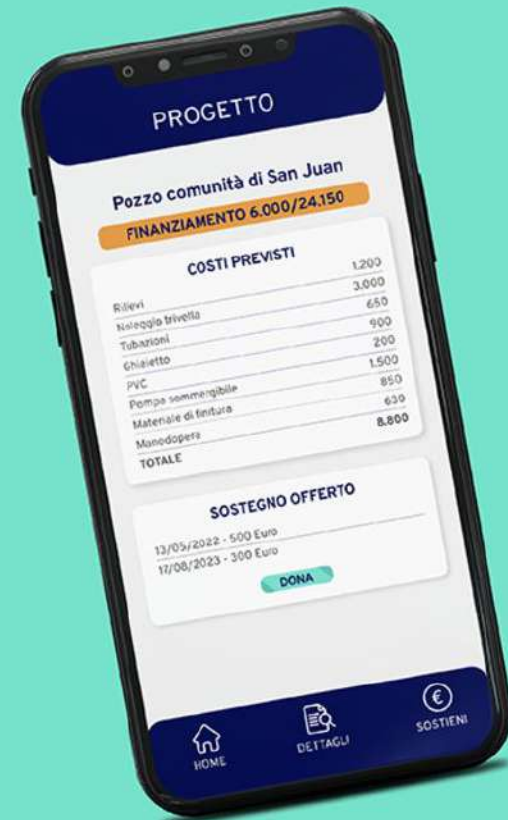 PROGETTO
Pozzo comunità di San Juan
FINANZIAMENTO 6.000/24.150
COSTI PREVISTI
Rilievi 1.200
Noleggio trivella 3.000
Tubazioni 650
Ghiaietto 900
PVC 200
Pompa sommergibile 1.500
Materiale di finitura 850
Manodopera 630
TOTALE 8.800
SOSTEGNO OFFERTO
13/05/2022 - 500 Euro
17/08/2023 - 300 Euro
DONA
HOME DETTAGLI SOSTIENI